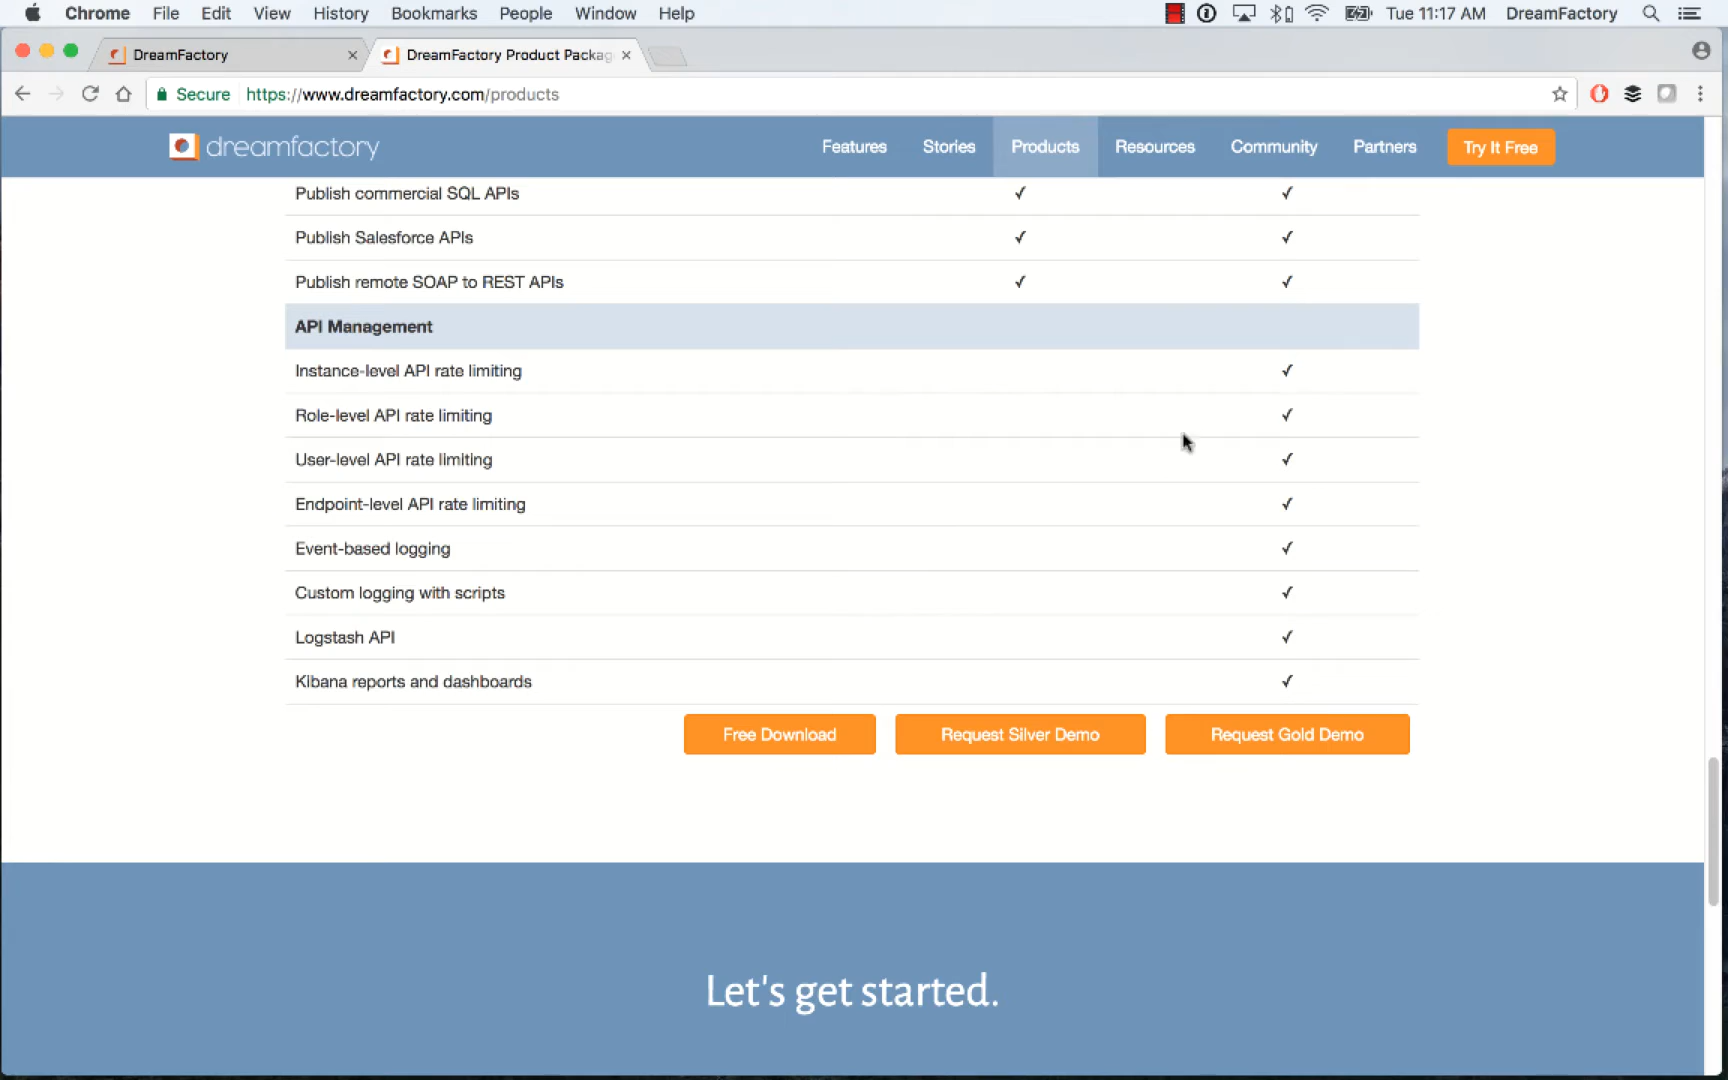 Chrome File Edit View History Bookmarks People Window Help Tue 11:17 AM DreamFactory
DreamFactory DreamFactory Product Packag
Secure https://www.dreamfactory.com/products
dreamfactory Features Stories Products Resources Community Partners Try It Free
Publish commercial SQL APIs ✓ ✓
Publish Salesforce APIs ✓ ✓
Publish remote SOAP to REST APIs ✓ ✓
API Management
Instance-level API rate limiting ✓
Role-level API rate limiting ✓
User-level API rate limiting ✓
Endpoint-level API rate limiting ✓
Event-based logging ✓
Custom logging with scripts ✓
Logstash API ✓
Kibana reports and dashboards ✓
Free Download Request Silver Demo Request Gold Demo
Let's get started.